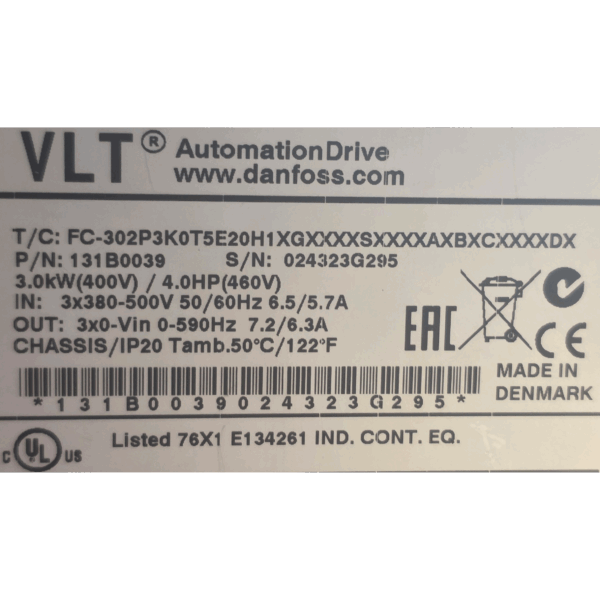 VLT® AutomationDrive
www.danfoss.com
T/C: FC-302P3K0T5E20H1XGXXXXSXXXXAXBXCXXXXDX
P/N: 131B0039 S/N: 024323G295
3.0kW(400V) / 4.0HP(460V)
IN: 3x380-500V 50/60Hz 6.5/5.7A
OUT: 3x0-Vin 0-590Hz 7.2/6.3A
CHASSIS/IP20 Tamb.50°C/122°F
EAC
CE
MADE IN
DENMARK
*131B0039024323G295*
c UL US
Listed 76X1 E134261 IND. CONT. EQ.